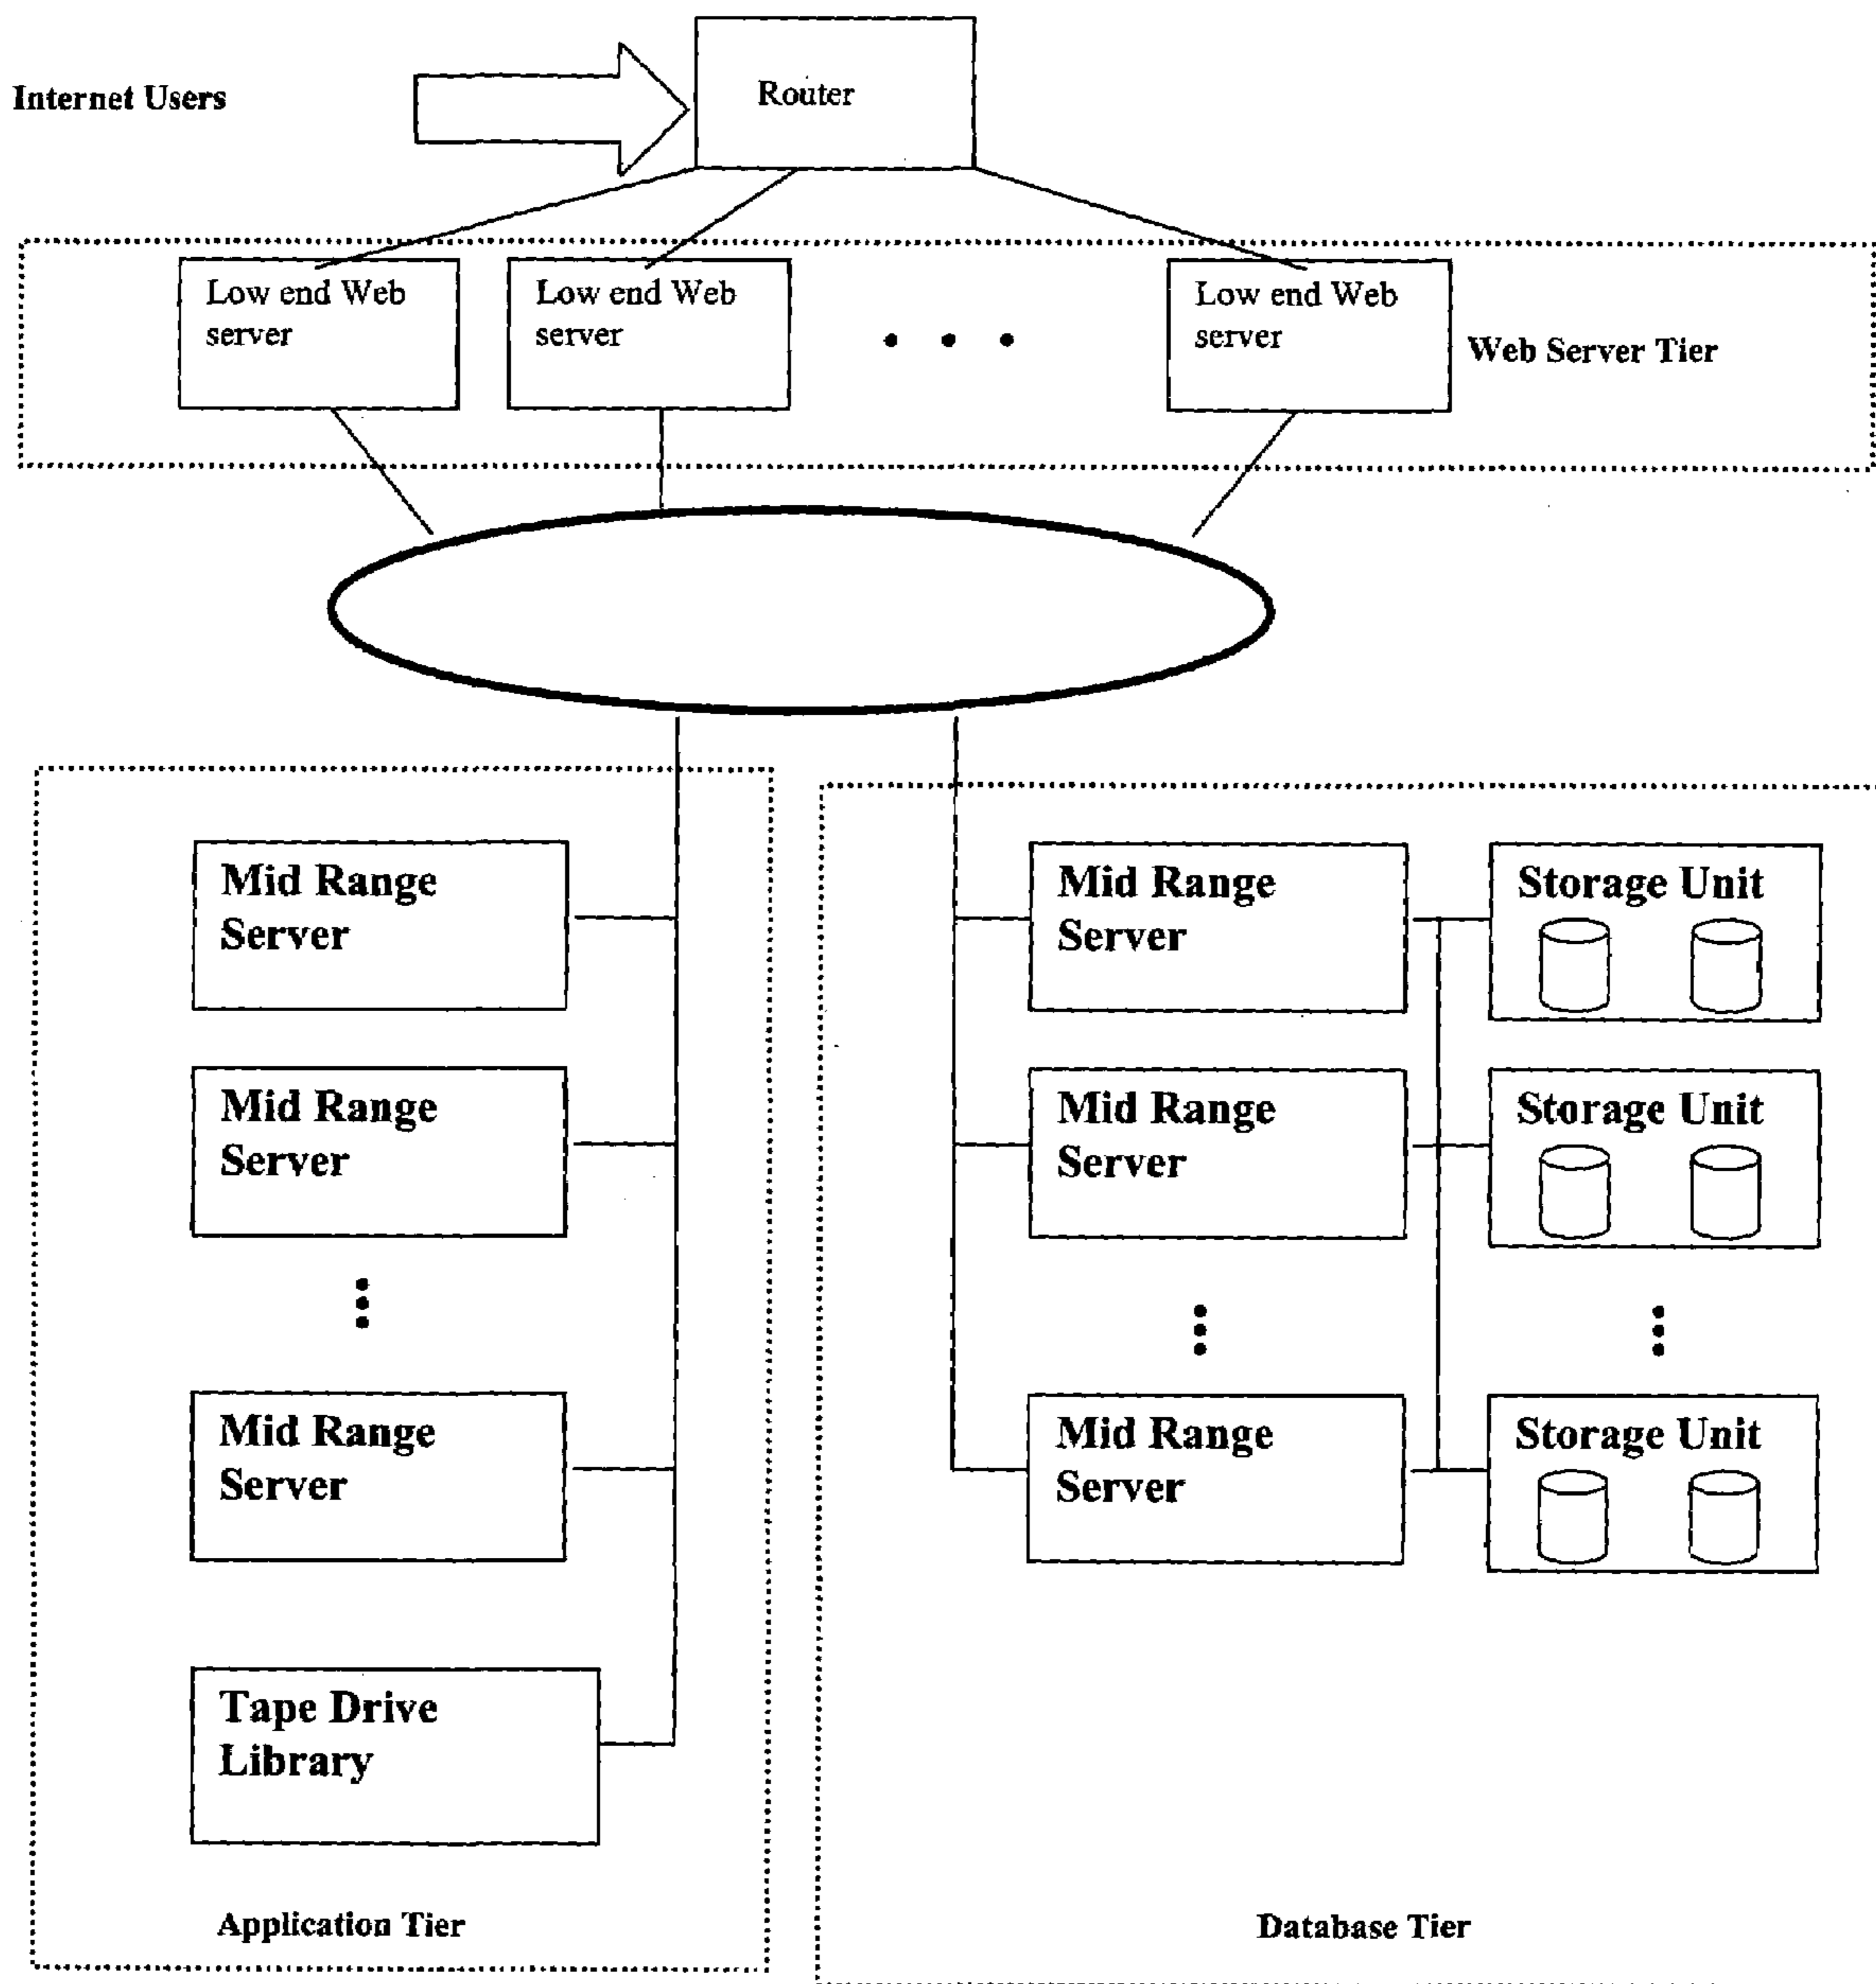 Internet Users
Router
Low end Web
server
Low end Web
server
Low end Web
server
Web Server Tier
Mid Range
Server
Mid Range
Server
Mid Range
Server
Tape Drive
Library
Application Tier
Mid Range
Server
Storage Unit
Mid Range
Server
Storage Unit
Mid Range
Server
Storage Unit
Database Tier